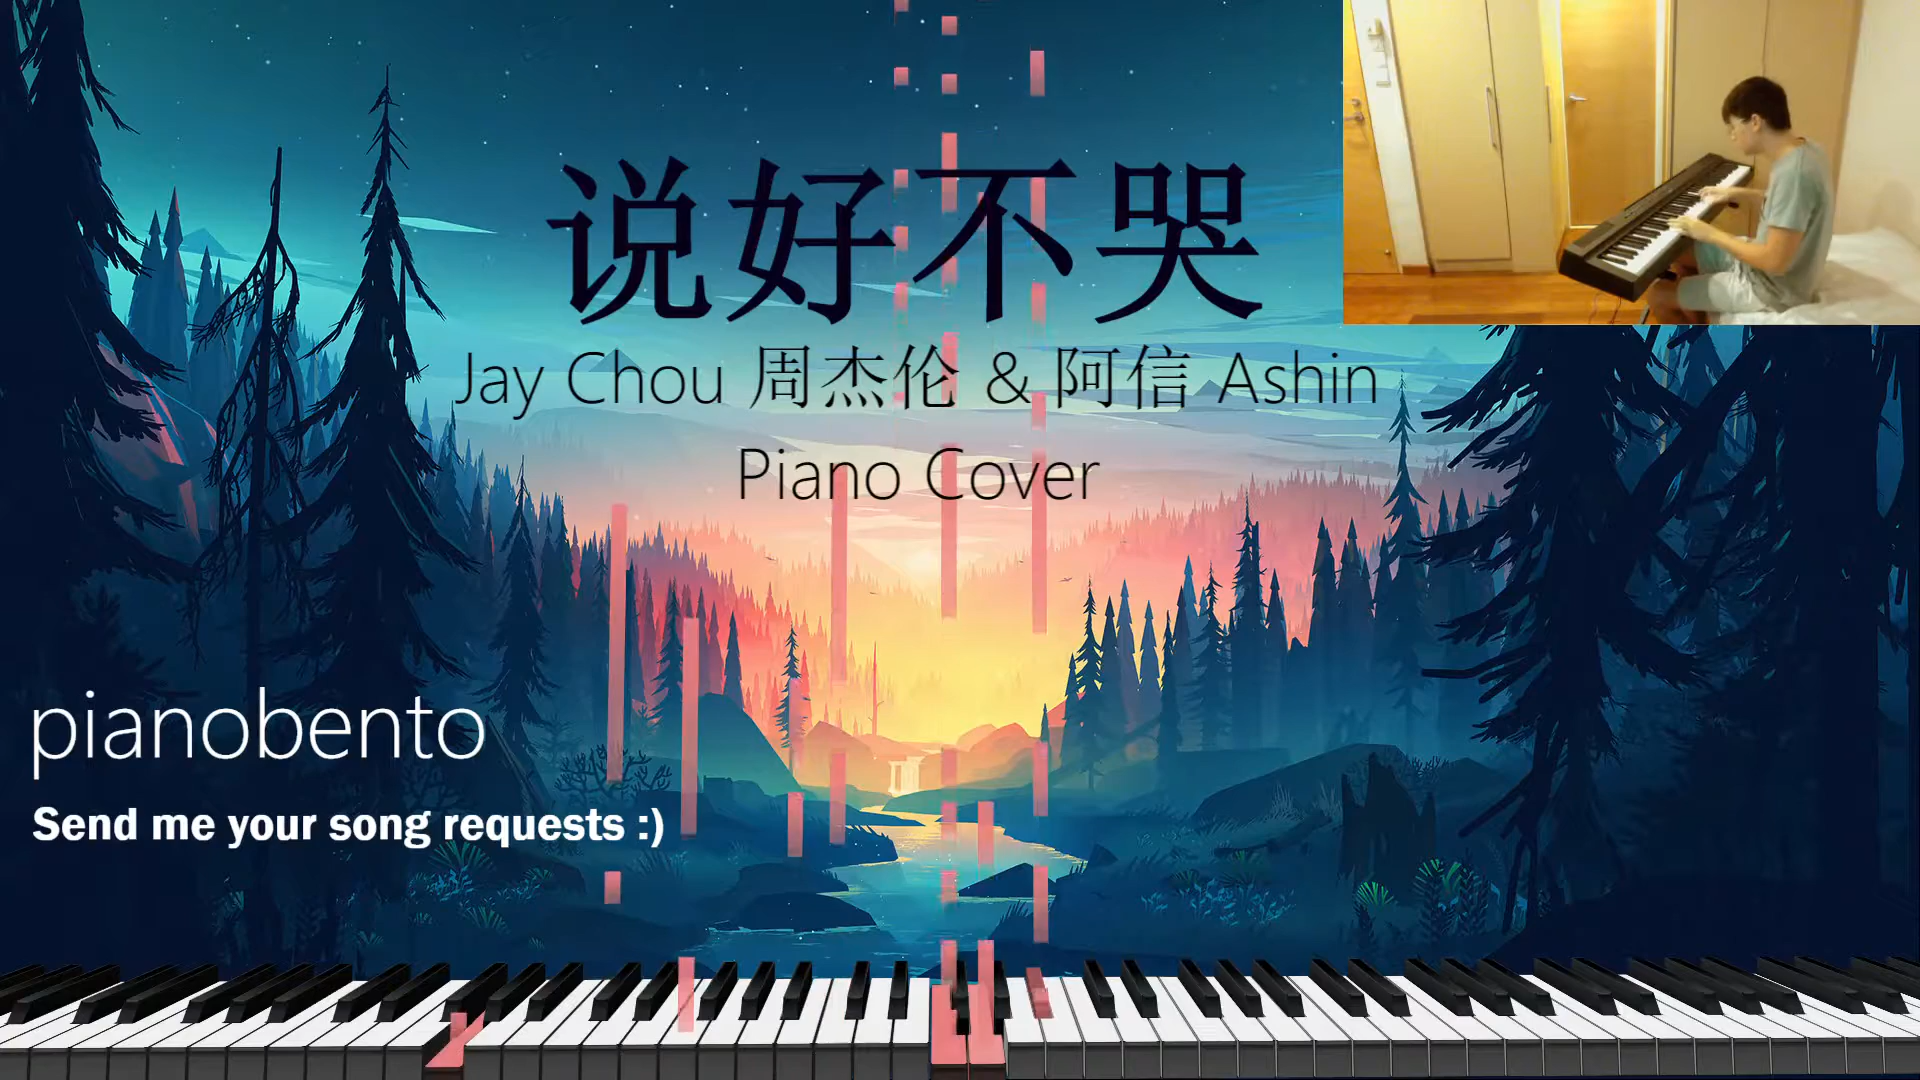 说好不哭
Jay Chou 周杰伦 & 阿信 Ashin
Piano Cover
pianobento
Send me your song requests :)